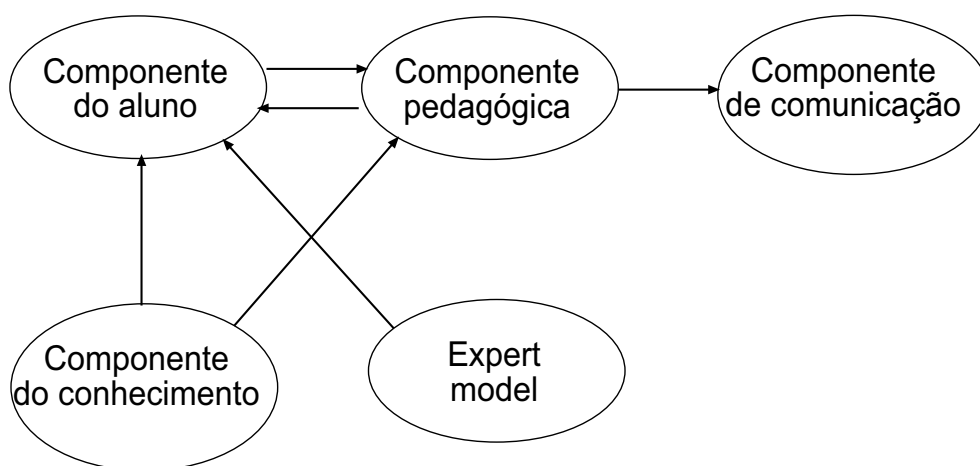 Componente
do aluno
Componente
pedagógica
Componente
de comunicação
Componente
do conhecimento
Expert
model